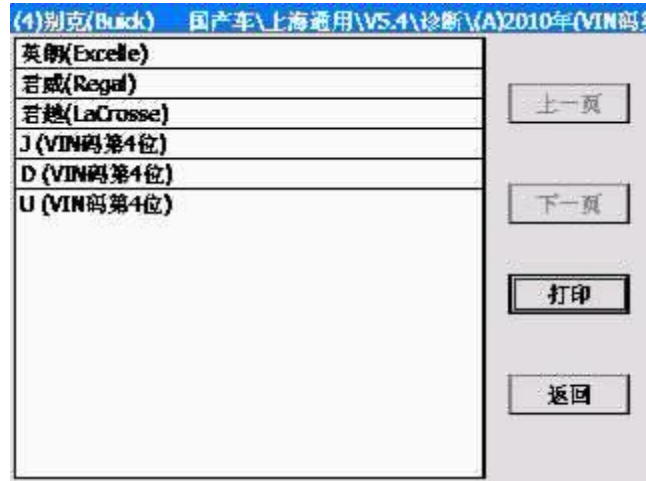 (4)别克(Buick) 国产车\上海通用\V5.4\诊断\(A)2010年(VIN码
英朗(Excelle)
君威(Regal)
君越(LaCrosse)
J (VIN码第4位)
D (VIN码第4位)
U (VIN码第4位)
上一页
下一页
打印
返回